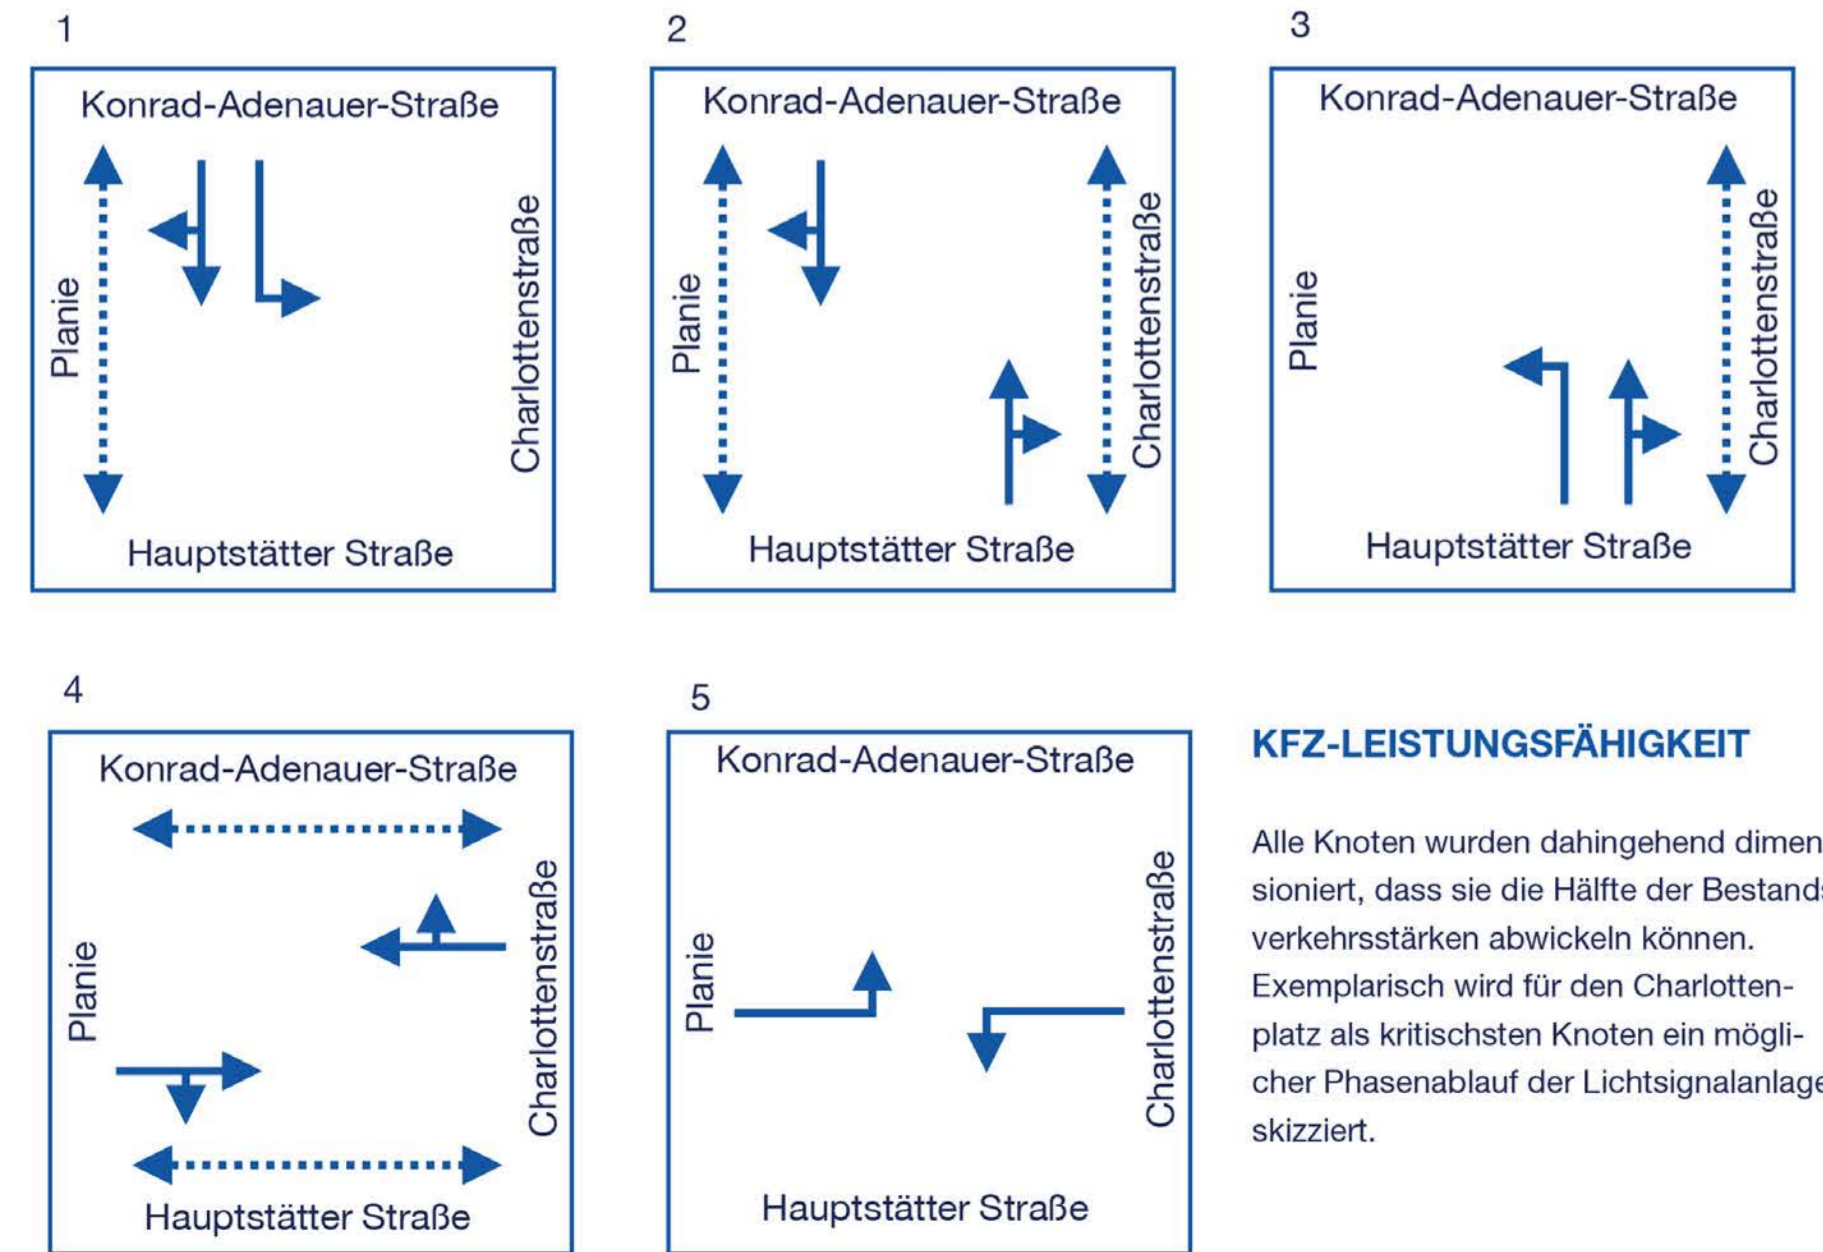 1
Konrad-Adenauer-Straße
Planie
Charlottenstraße
Hauptstätter Straße
2
Konrad-Adenauer-Straße
Planie
Charlottenstraße
Hauptstätter Straße
3
Konrad-Adenauer-Straße
Planie
Charlottenstraße
Hauptstätter Straße
4
Konrad-Adenauer-Straße
Planie
Charlottenstraße
Hauptstätter Straße
5
Konrad-Adenauer-Straße
Planie
Charlottenstraße
Hauptstätter Straße
KFZ-LEISTUNGSFÄHIGKEIT
Alle Knoten wurden dahingehend dimen
sioniert, dass sie die Hälfte der Bestands
verkehrsstärken abwickeln können.
Exemplarisch wird für den Charlotten-
platz als kritischsten Knoten ein mögli-
cher Phasenablauf der Lichtsignalanlage
skizziert.